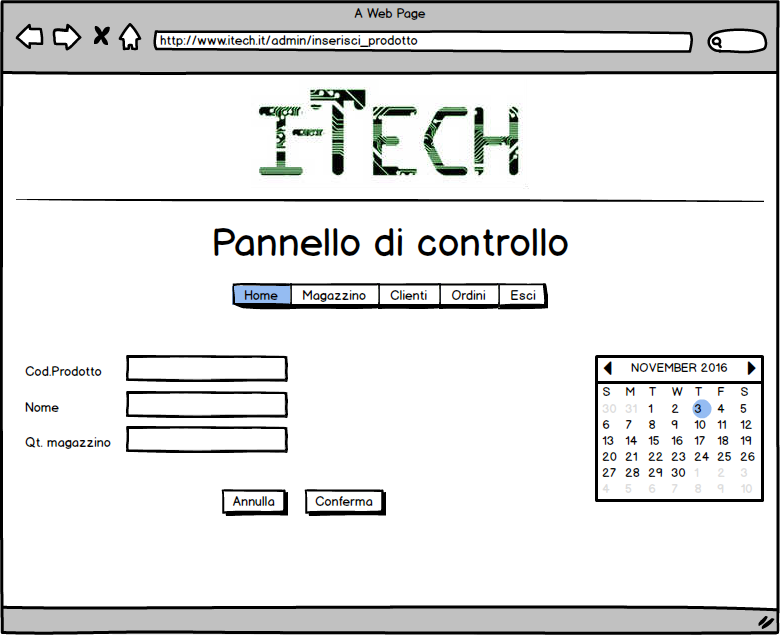 A Web Page
http://www.itech.it/admin/inserisci_prodotto
I-TECH
Pannello di controllo
Home Magazzino Clienti Ordini Esci
Cod.Prodotto
Nome
Qt. magazzino
Annulla Conferma
NOVEMBER 2016
S M T W T F S
30 31 1 2 3 4 5
6 7 8 9 10 11 12
13 14 15 16 17 18 19
20 21 22 23 24 25 26
27 28 29 30 1 2 3
4 5 6 7 8 9 10